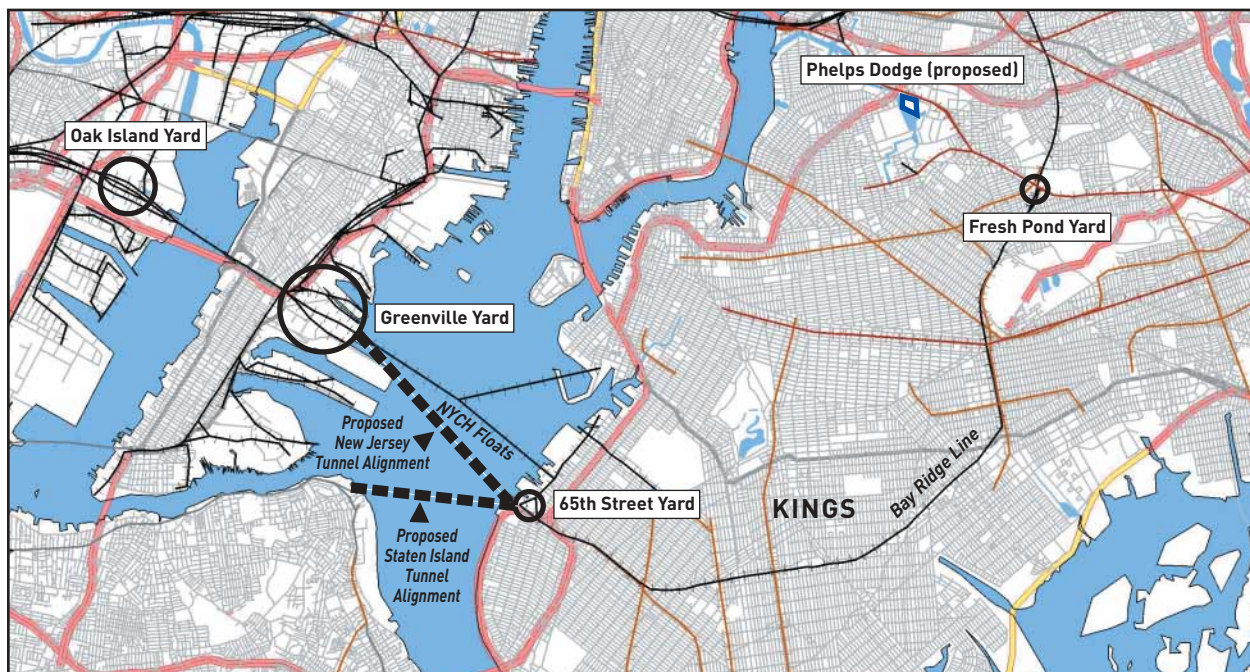 Phelps Dodge (proposed)
Oak Island Yard
Fresh Pond Yard
Greenville Yard
NYCH Floats
Proposed
New Jersey
Tunnel Alignment
Bay Ridge Line
65th Street Yard
KINGS
Proposed
Staten Island
Tunnel
Alignment